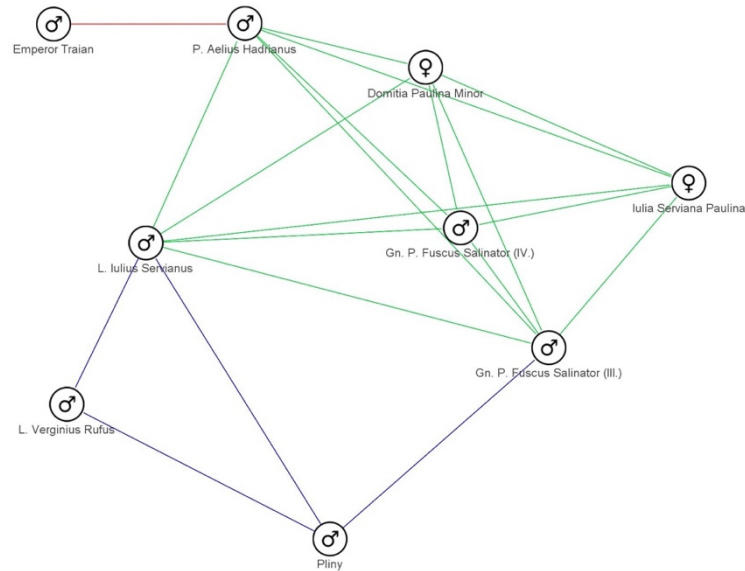 Emperor Traian
P. Aelius Hadrianus
Domitia Paulina Minor
Iulia Serviana Paulina
Gn. P. Fuscus Salinator (IV.)
L. Iulius Servianus
Gn. P. Fuscus Salinator (III.)
L. Verginius Rufus
Pliny